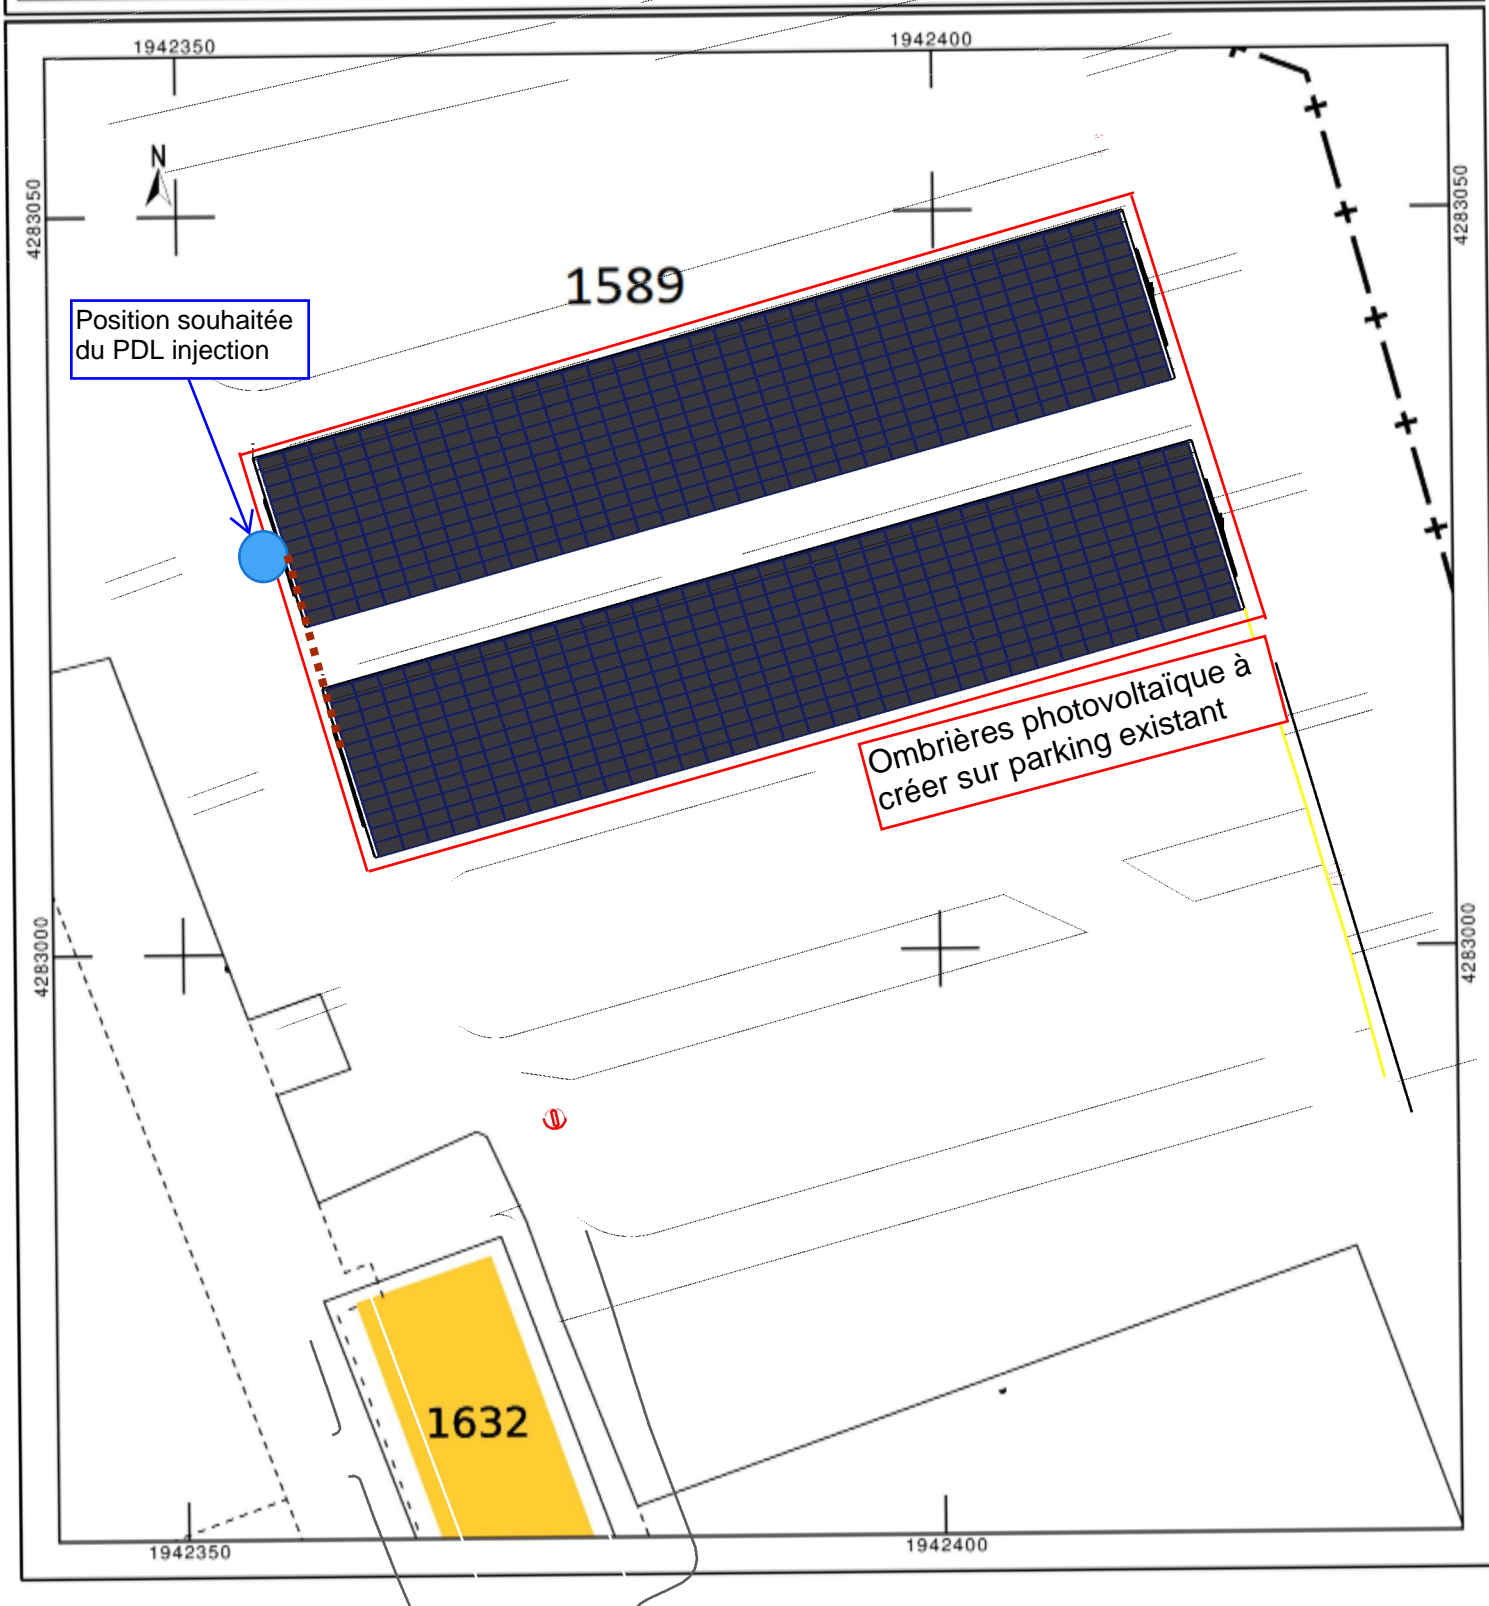 1942350
1942400
N
4283050
4283050
1589
Position souhaitée
du PDL injection
Ombrières photovoltaïque à
créer sur parking existant
4283000
4283000
1632
1942350
1942400